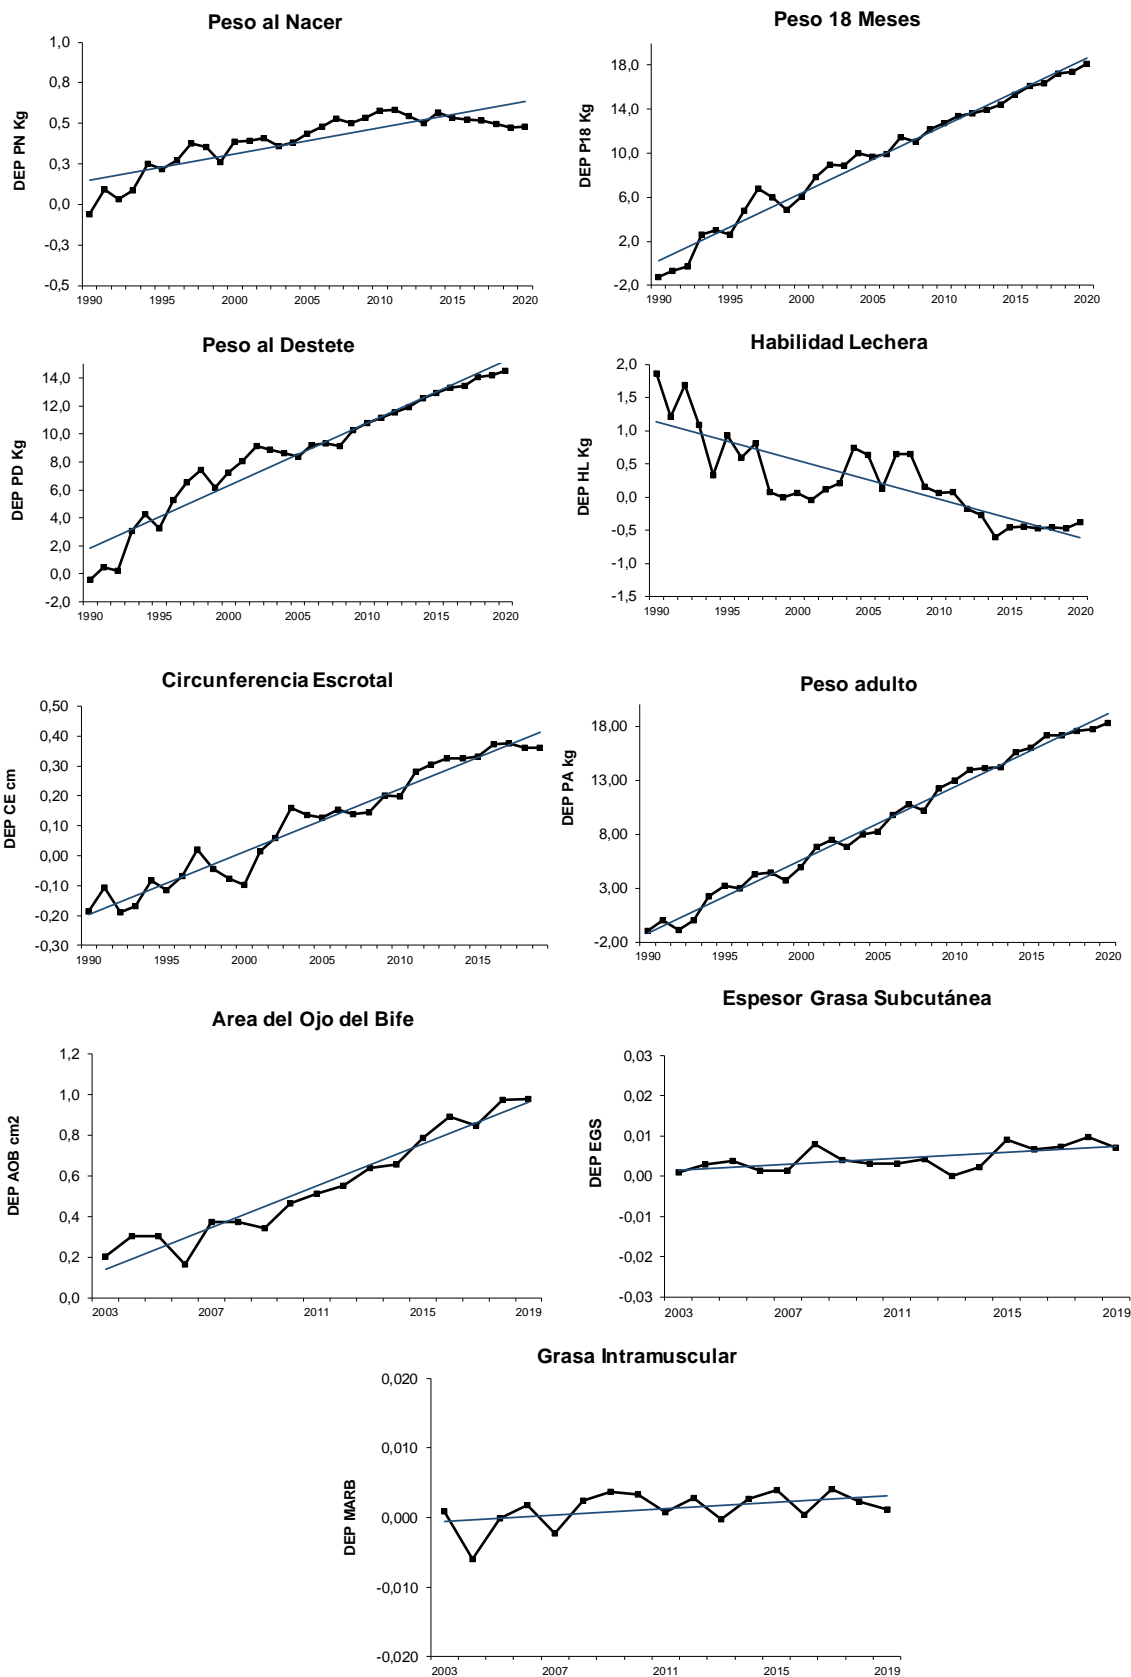 Peso al Nacer
1,0
0,8
0,5
0,3
0,0
-0,3
-0,5
DEP PN Kg
1990 1995 2000 2005 2010 2015 2020
Peso 18 Meses
18,0
14,0
10,0
6,0
2,0
-2,0
DEP P18 Kg
1990 1995 2000 2005 2010 2015 2020
Peso al Destete
14,0
12,0
10,0
8,0
6,0
4,0
2,0
0,0
-2,0
DEP PD Kg
1990 1995 2000 2005 2010 2015 2020
Habilidad Lechera
2,0
1,5
1,0
0,5
0,0
-0,5
-1,0
-1,5
DEP HL Kg
1990 1995 2000 2005 2010 2015 2020
Circunferencia Escrotal
0,50
0,40
0,30
0,20
0,10
0,00
-0,10
-0,20
-0,30
DEP CE cm
1990 1995 2000 2005 2010 2015
Peso adulto
18,00
13,00
8,00
3,00
-2,00
DEP PA kg
1990 1995 2000 2005 2010 2015 2020
Area del Ojo del Bife
1,2
1,0
0,8
0,6
0,4
0,2
0,0
DEP AOB cm2
2003 2007 2011 2015 2019
Espesor Grasa Subcutánea
0,03
0,02
0,01
0,00
-0,01
-0,02
-0,03
DEP EGS
2003 2007 2011 2015 2019
Grasa Intramuscular
0,020
0,010
0,000
-0,010
-0,020
DEP MARB
2003 2007 2011 2015 2019